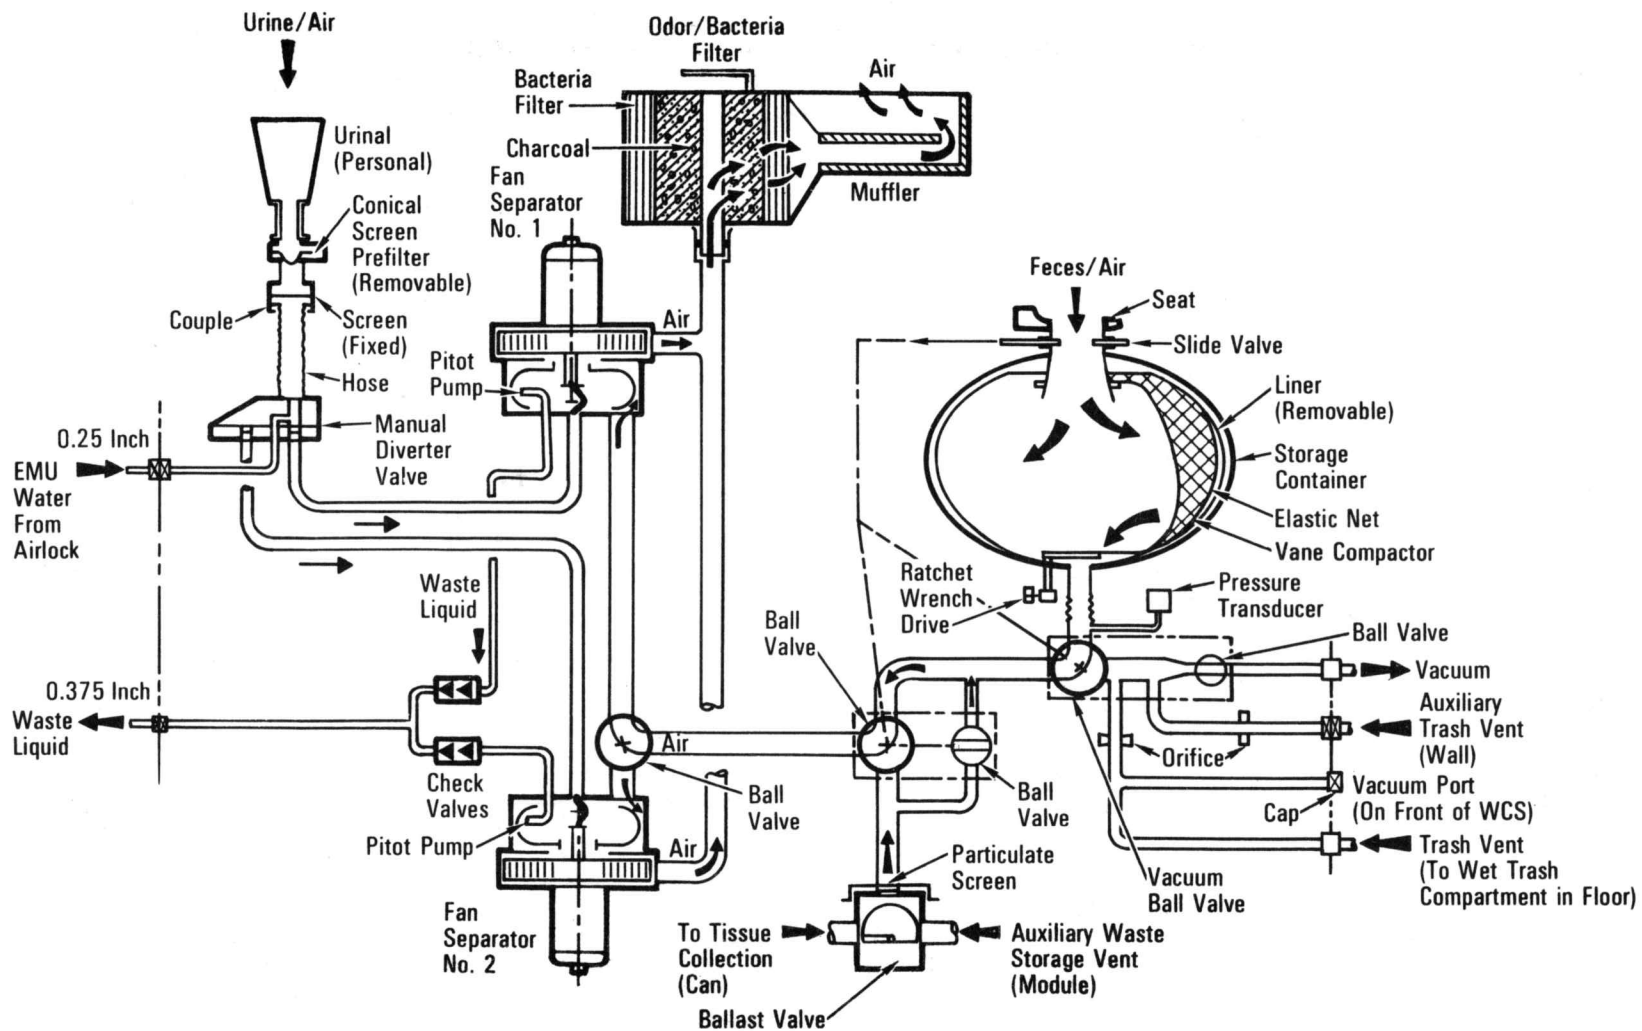 Urine/Air
Urinal
(Personal)
Conical
Screen
Prefilter
(Removable)
Couple
Screen
(Fixed)
Hose
Manual
Diverter
Valve
0.25 Inch
EMU
Water
From
Airlock
0.375 Inch
Waste
Liquid
Waste
Liquid
Check
Valves
Pitot Pump
Fan
Separator
No. 2
Odor/Bacteria
Filter
Bacteria
Filter
Charcoal
Air
Muffler
Fan
Separator
No. 1
Air
Pitot
Pump
Air
Air
Ball
Valve
Ball
Valve
Ball
Valve
Feces/Air
Seat
Slide Valve
Liner
(Removable)
Storage
Container
Elastic Net
Vane Compactor
Ratchet
Wrench
Drive
Pressure
Transducer
Ball Valve
Vacuum
Auxiliary
Trash Vent
(Wall)
Orifice
Cap
Vacuum Port
(On Front of WCS)
Trash Vent
(To Wet Trash
Compartment in Floor)
Vacuum
Ball Valve
Particulate
Screen
To Tissue
Collection
(Can)
Auxiliary Waste
Storage Vent
(Module)
Ballast Valve